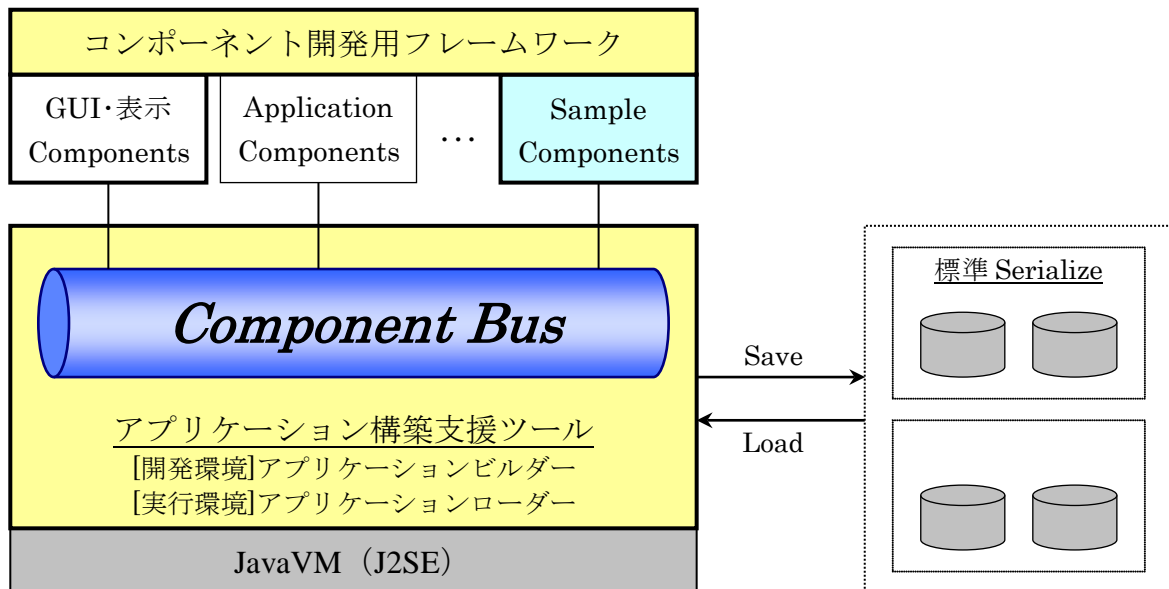 コンポーネント開発用フレームワーク
GUI・表示
Components
Application
Components
…
Sample
Components
Component Bus
アプリケーション構築支援ツール
[開発環境]アプリケーションビルダー
[実行環境]アプリケーションローダー
JavaVM（J2SE）
Save
Load
標準 Serialize